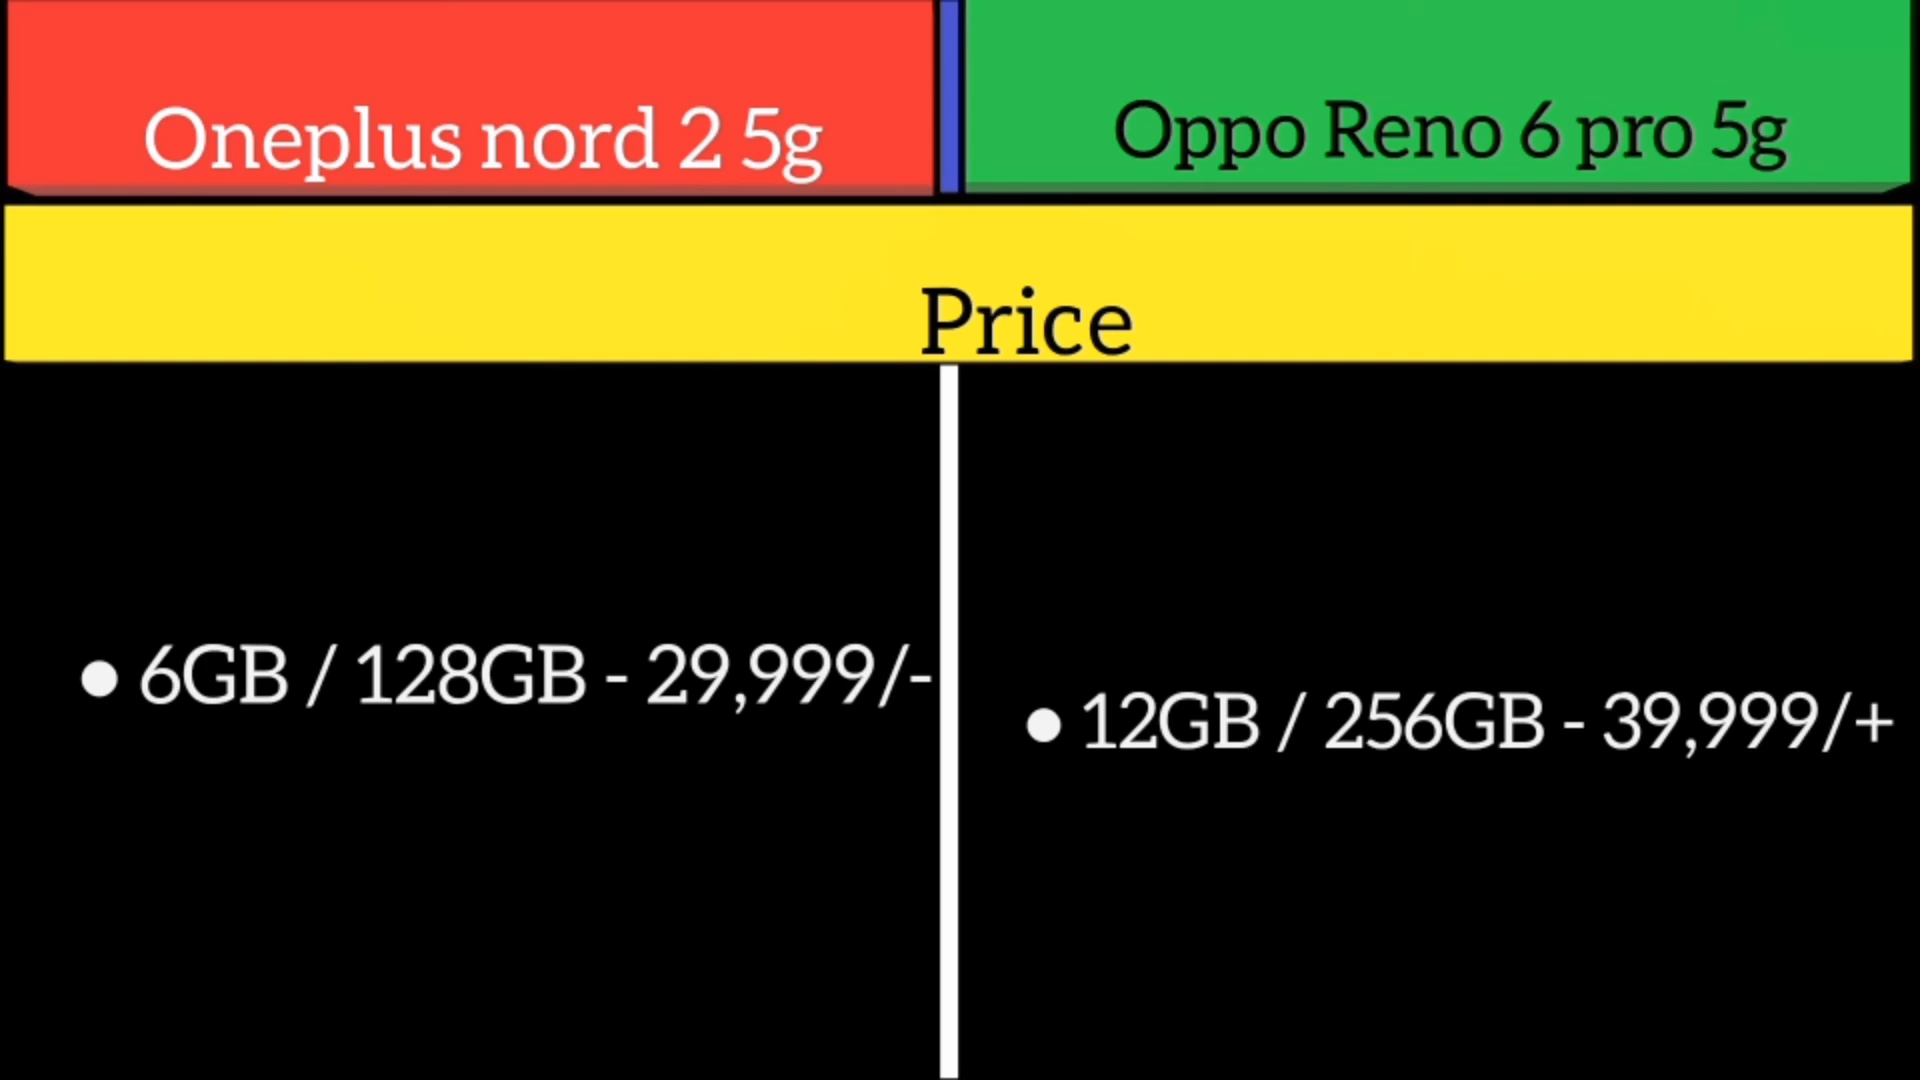 Oneplus nord 2 5g
Oppo Reno 6 pro 5g
Price
● 6GB / 128GB - 29,999/-
● 12GB / 256GB - 39,999/+